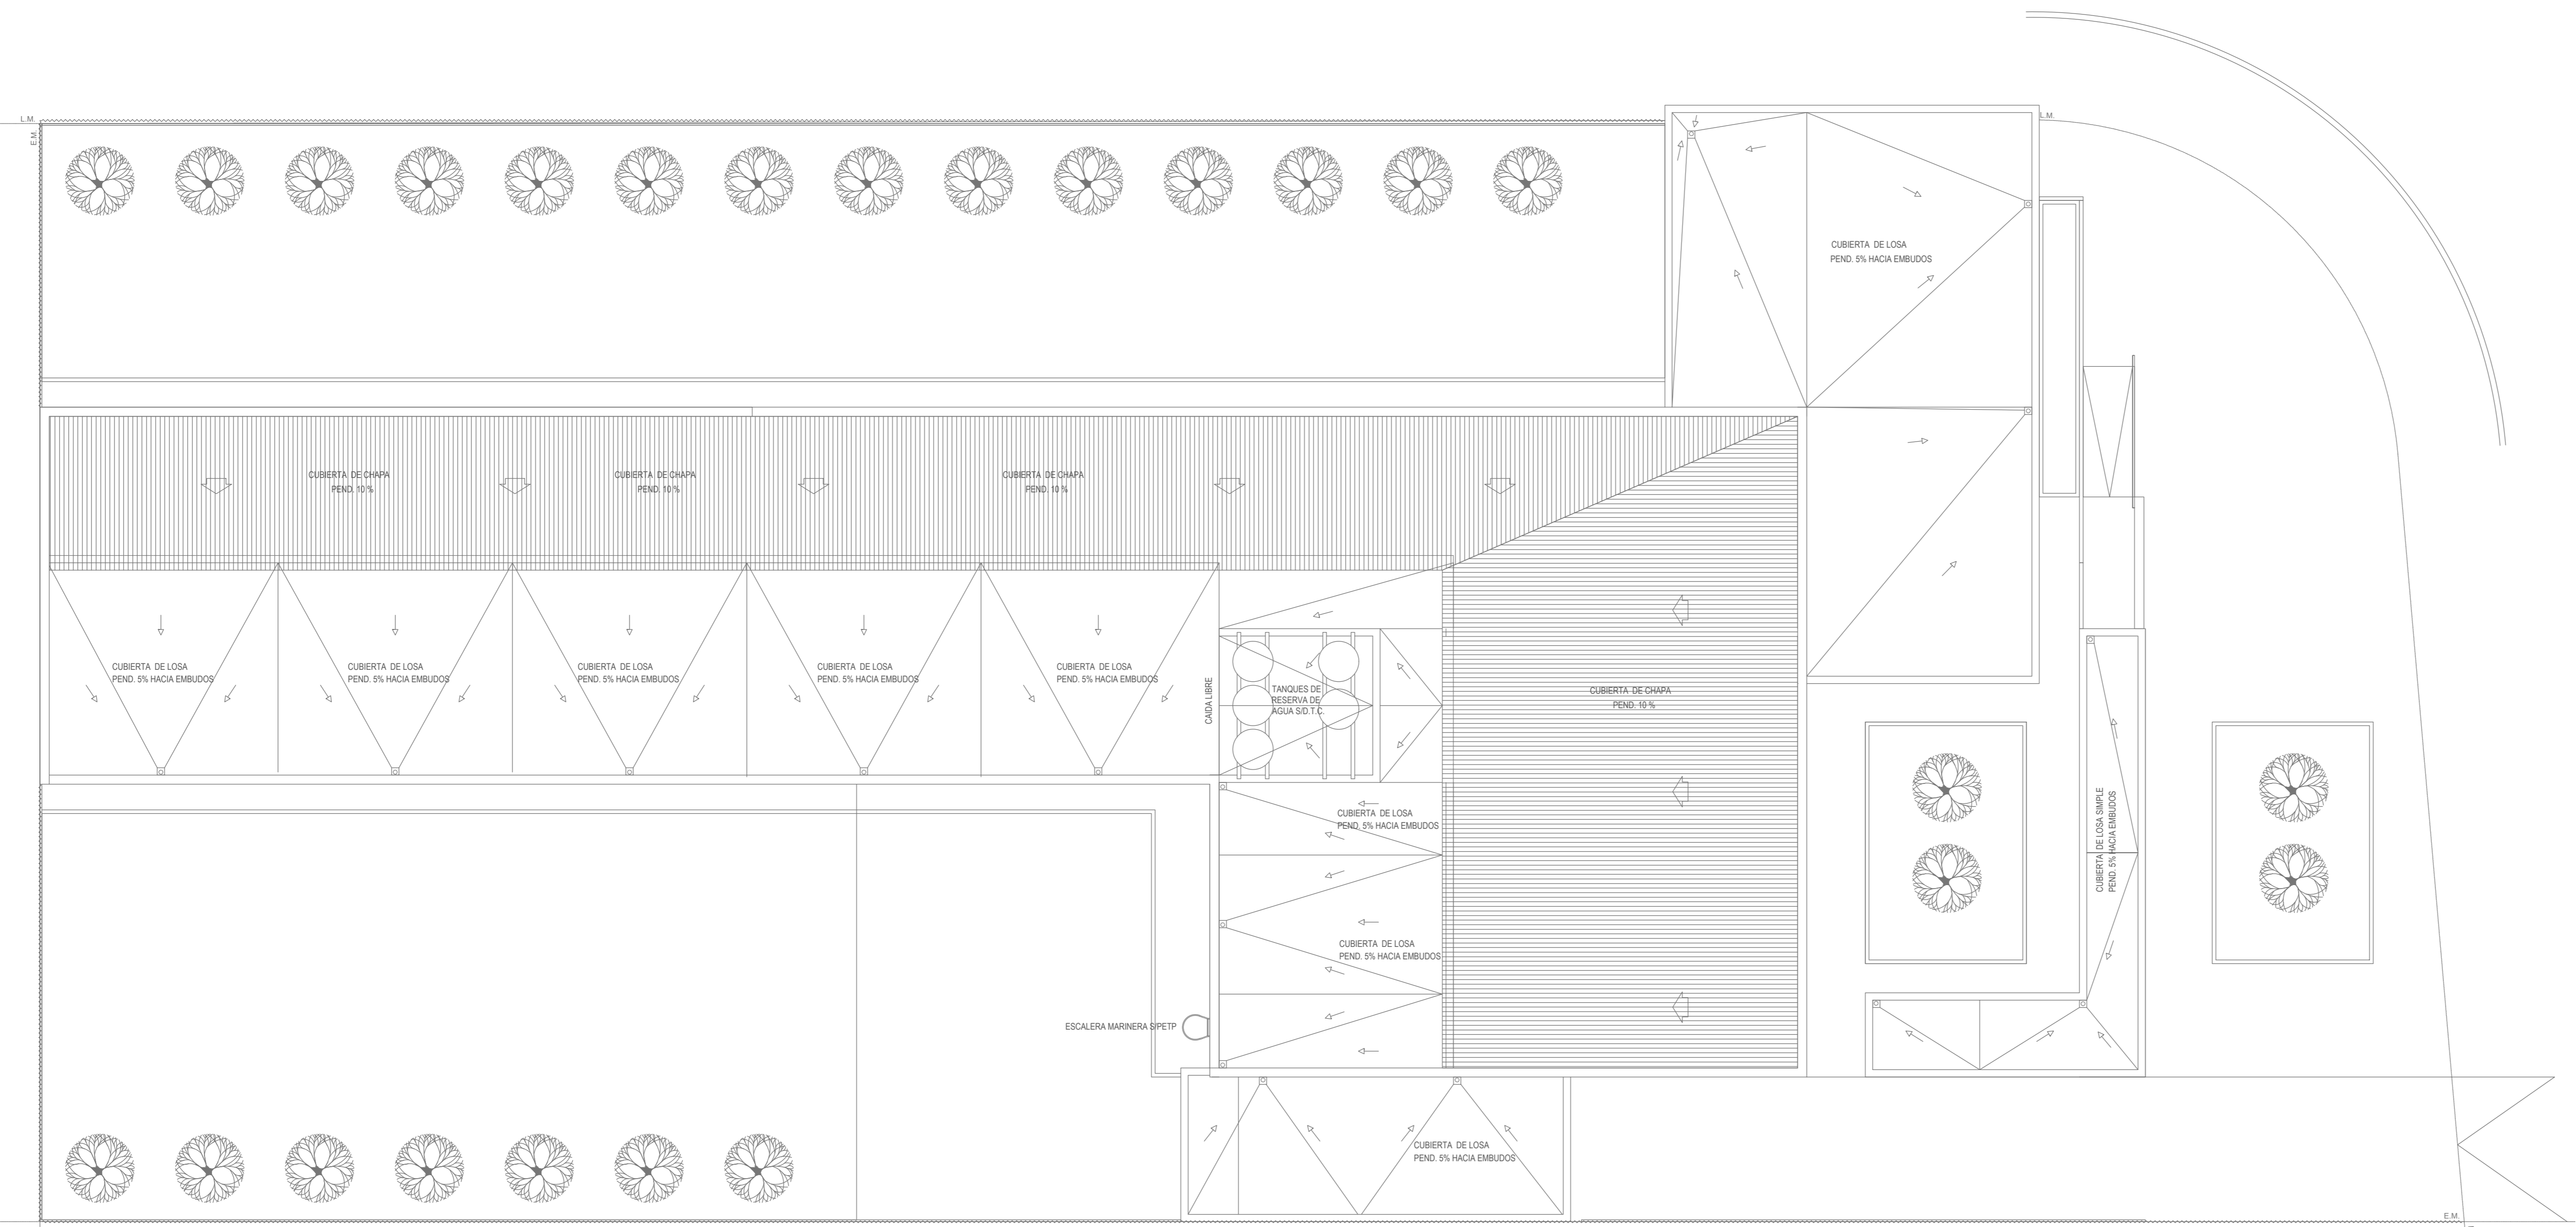 L.M.
E.M.
L.M.
CUBIERTA DE LOSA
PEND. 5% HACIA EMBUDOS
CUBIERTA DE CHAPA
PEND. 10 %
CUBIERTA DE CHAPA
PEND. 10 %
CUBIERTA DE CHAPA
PEND. 10 %
CUBIERTA DE LOSA
PEND. 5% HACIA EMBUDOS
CUBIERTA DE LOSA
PEND. 5% HACIA EMBUDOS
CUBIERTA DE LOSA
PEND. 5% HACIA EMBUDOS
CUBIERTA DE LOSA
PEND. 5% HACIA EMBUDOS
CUBIERTA DE LOSA
PEND. 5% HACIA EMBUDOS
CAIDA LIBRE
TANQUES DE
RESERVA DE
AGUA S/D.T.C.
CUBIERTA DE CHAPA
PEND. 10 %
CUBIERTA DE LOSA
PEND. 5% HACIA EMBUDOS
CUBIERTA DE LOSA SIMPLE
PEND. 5% HACIA EMBUDOS
CUBIERTA DE LOSA
PEND. 5% HACIA EMBUDOS
ESCALERA MARINERA S/PETP
CUBIERTA DE LOSA
PEND. 5% HACIA EMBUDOS
E.M.